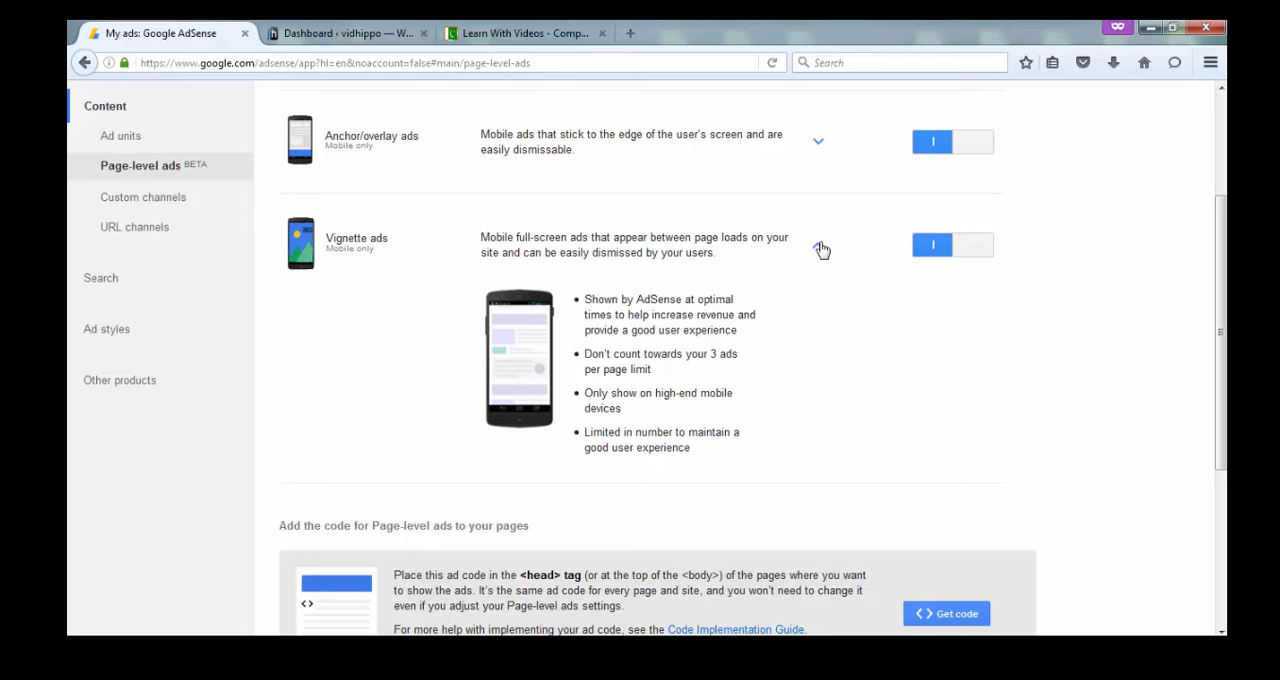 My ads: Google AdSense
Dashboard ‹ vidhippo — W...
Learn With Videos - Comp...
https://www.google.com/adsense/app?hl=en&noaccount=false#main/page-level-ads
Search
Content
Ad units
Page-level ads BETA
Custom channels
URL channels
Search
Ad styles
Other products
Anchor/overlay ads
Mobile only
Mobile ads that stick to the edge of the user's screen and are
easily dismissable.
Vignette ads
Mobile only
Mobile full-screen ads that appear between page loads on your
site and can be easily dismissed by your users.
• Shown by AdSense at optimal
times to help increase revenue and
provide a good user experience
• Don't count towards your 3 ads
per page limit
• Only show on high-end mobile
devices
• Limited in number to maintain a
good user experience
Add the code for Page-level ads to your pages
Place this ad code in the <head> tag (or at the top of the <body>) of the pages where you want
to show the ads. It's the same ad code for every page and site, and you won't need to change it
even if you adjust your Page-level ads settings.
For more help with implementing your ad code, see the Code Implementation Guide.
<> Get code